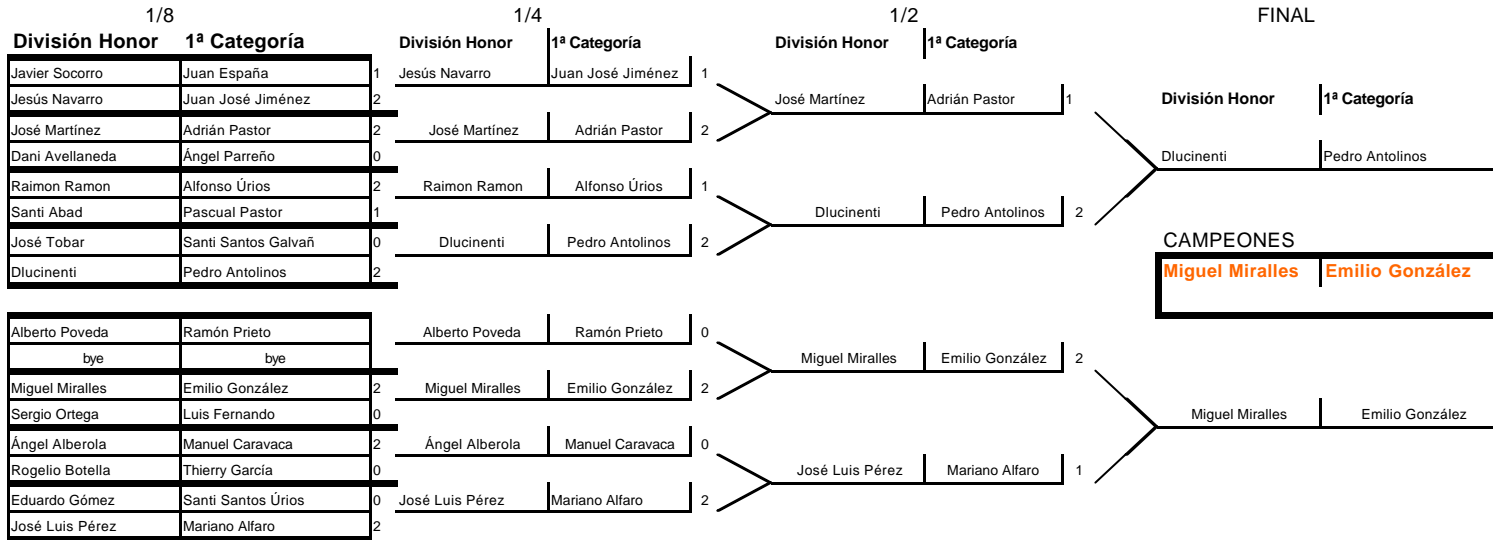 1/8 1/4 1/2 FINAL
División Honor 1ª Categoría División Honor 1ª Categoría División Honor 1ª Categoría
Javier Socorro Juan España 1 Jesús Navarro Juan José Jiménez 1
Jesús Navarro Juan José Jiménez 2 José Martínez Adrián Pastor 1 División Honor 1ª Categoría
José Martínez Adrián Pastor 2 José Martínez Adrián Pastor 2
Dani Avellaneda Ángel Parreño 0 Dlucinenti Pedro Antolinos
Raimon Ramon Alfonso Úrios 2 Raimon Ramon Alfonso Úrios 1
Santi Abad Pascual Pastor 1 Dlucinenti Pedro Antolinos 2
José Tobar Santi Santos Galvañ 0 Dlucinenti Pedro Antolinos 2 CAMPEONES
Dlucinenti Pedro Antolinos 2 Miguel Miralles Emilio González
Alberto Poveda Ramón Prieto Alberto Poveda Ramón Prieto 0
bye bye Miguel Miralles Emilio González 2
Miguel Miralles Emilio González 2 Miguel Miralles Emilio González 2
Sergio Ortega Luis Fernando 0 Miguel Miralles Emilio González
Ángel Alberola Manuel Caravaca 2 Ángel Alberola Manuel Caravaca 0
Rogelio Botella Thierry García 0 José Luis Pérez Mariano Alfaro 1
Eduardo Gómez Santi Santos Úrios 0 José Luis Pérez Mariano Alfaro 2
José Luis Pérez Mariano Alfaro 2